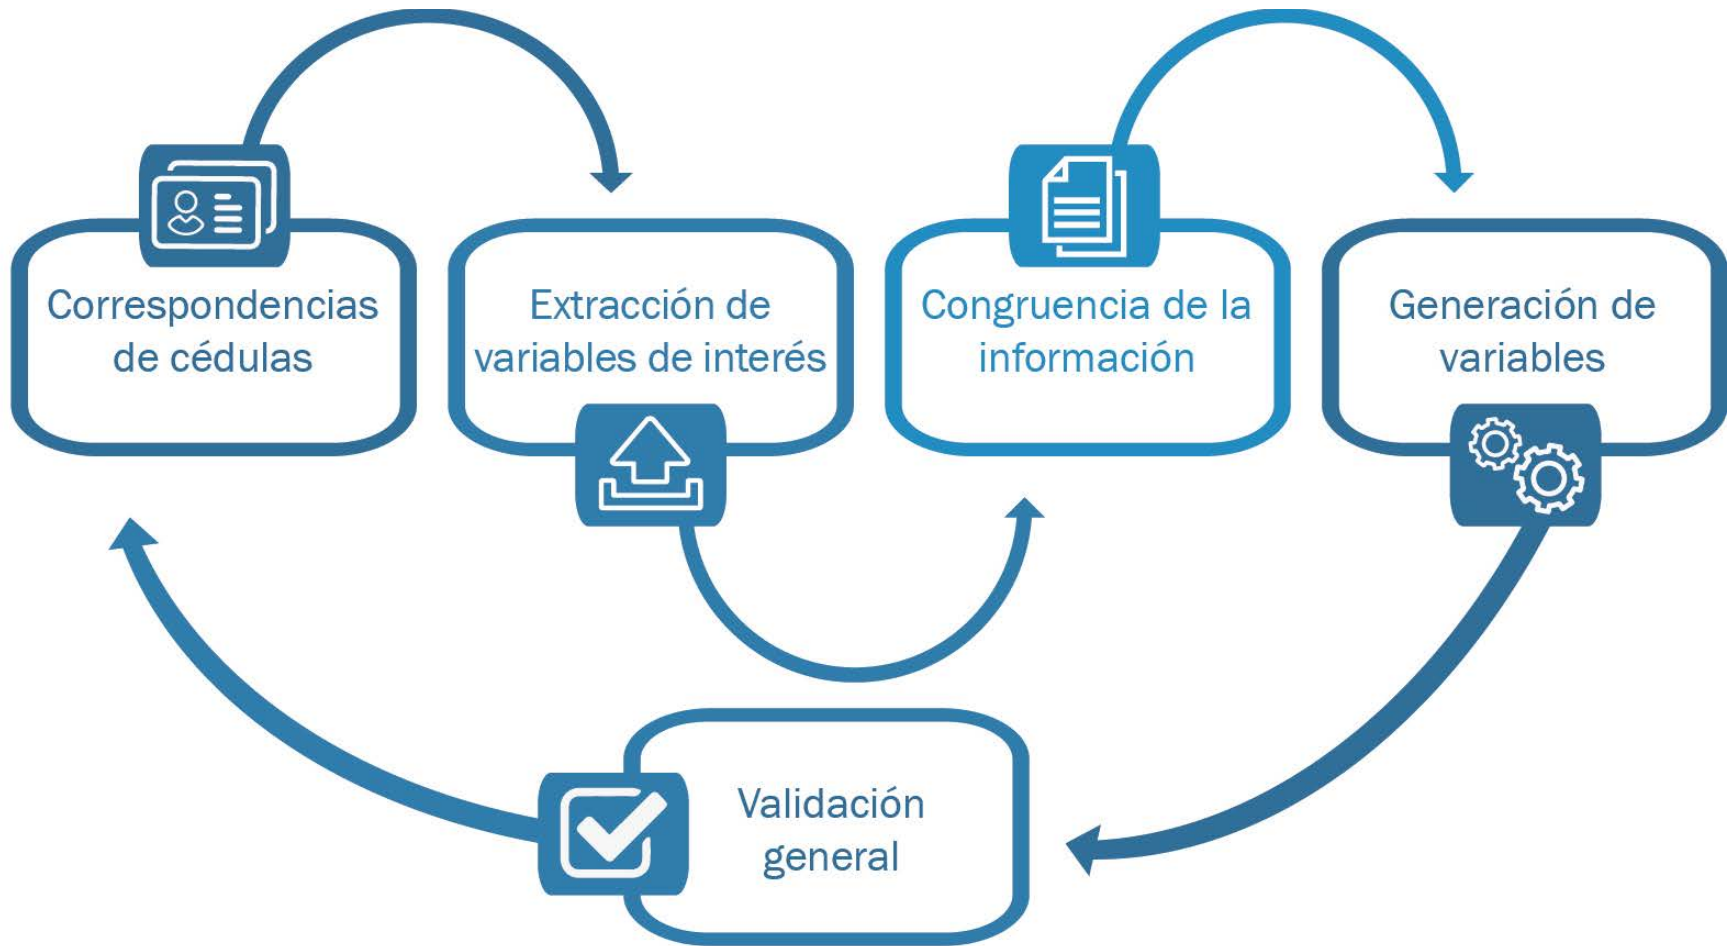 Correspondencias
de cédulas
Extracción de
variables de interés
Congruencia de la
información
Generación de
variables
Validación
general